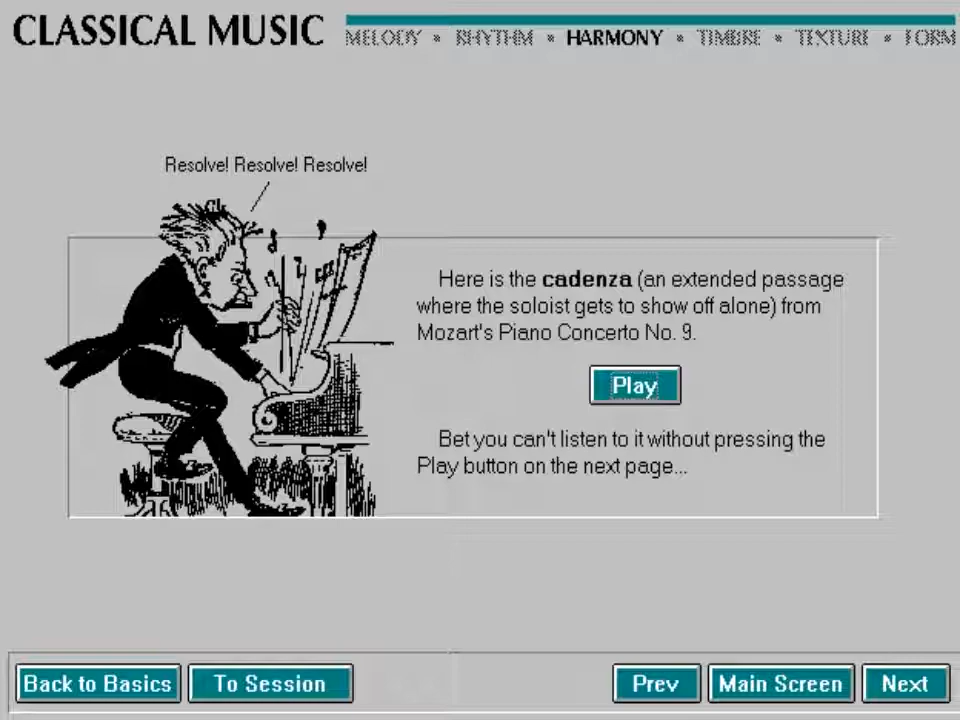 CLASSICAL MUSIC
MELODY * RHYTHM * HARMONY * TIMBRE * TEXTURE * FORM
Resolve! Resolve! Resolve!
Here is the cadenza (an extended passage
where the soloist gets to show off alone) from
Mozart's Piano Concerto No. 9.
Play
Bet you can't listen to it without pressing the
Play button on the next page...
Back to Basics
To Session
Prev
Main Screen
Next